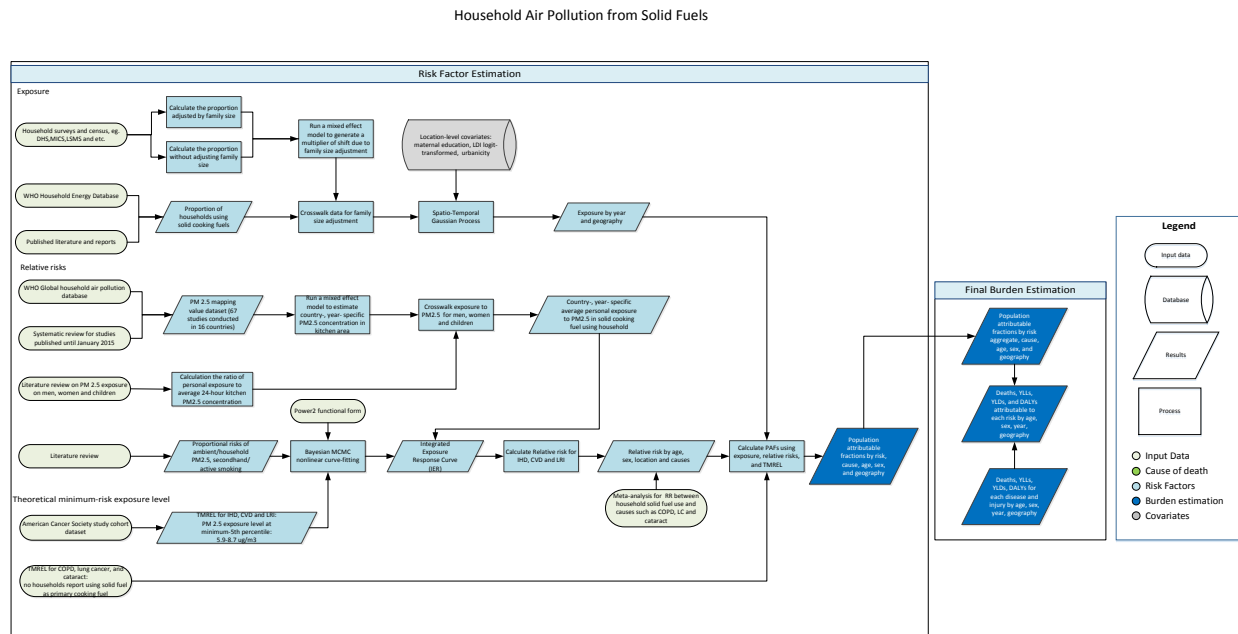 Household Air Pollution from Solid Fuels
Risk Factor Estimation
Exposure
Household surveys and census, eg.
DHS,MICS,LSMS and etc.
Calculate the proportion
adjusted by family size
Calculate the proportion
without adjusting family
size
Run a mixed effect
model to generate a
multiplier of shift due to
family size adjustment
Location-level covariates:
maternal education, LDI logit-
transformed, urbanicity
WHO Household Energy Database
Published literature and reports
Proportion of
households using
solid cooking fuels
Crosswalk data for family
size adjustment
Spatio-Temporal
Gaussian Process
Exposure by year
and geography
Relative risks
WHO Global household air pollution
database
Systematic review for studies
published until January 2015
PM 2.5 mapping
value dataset (67
studies conducted
in 16 countries)
Run a mixed effect
model to estimate
country-, year- specific
PM2.5 concentration in
kitchen area
Crosswalk exposure to
PM2.5 for men, women
and children
Country-, year- specific
average personal exposure
to PM2.5 in solid cooking
fuel using household
Literature review on PM 2.5 exposure
on men, women and children
Calculation the ratio of
personal exposure to
average 24-hour kitchen
PM2.5 concentration
Power2 functional form
Literature review
Proportional risks of
ambient/household
PM2.5, secondhand/
active smoking
Bayesian MCMC
nonlinear curve-fitting
Integrated
Exposure
Response Curve
(IER)
Calculate Relative risk for
IHD, CVD and LRI
Relative risk by age,
sex, location and causes
Calculate PAFs using
exposure, relative risks,
and TMREL
Population
attributable
fractions by risk,
cause, age, sex,
and geography
Meta-analysis for RR between
household solid fuel use and
causes such as COPD, LC and
cataract
Theoretical minimum-risk exposure level
American Cancer Society study cohort
dataset
TMREL for IHD, CVD and LRI:
PM 2.5 exposure level at
minimum-5th percentile:
5.9-8.7 ug/m3
TMREL for COPD, lung cancer, and
cataract:
no households report using solid fuel
as primary cooking fuel
Final Burden Estimation
Population
attributable
fractions by risk
aggregate, cause,
age, sex, and
geography
Deaths, YLLs,
YLDs, and DALYs
attributable to
each risk by age,
sex, year,
geography
Deaths, YLLs,
YLDs, DALYs for
each disease and
injury by age, sex,
year, geography
Legend
Input data
Database
Results
Process
Input Data
Cause of death
Risk Factors
Burden estimation
Covariates